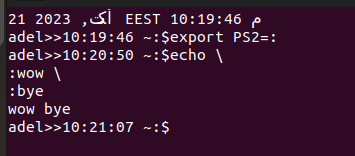 21 2023 ,اکت EEST 10:19:46 م
adel>>10:19:46 ~:$export PS2=:
adel>>10:20:50 ~:$echo \
:wow \
:bye
wow bye
adel>>10:21:07 ~:$